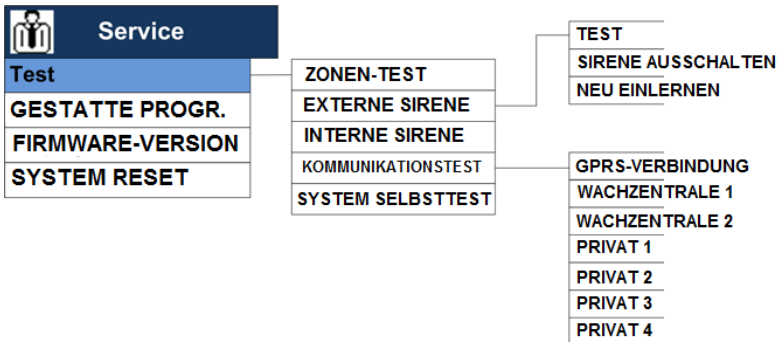 Service
Test
GESTATTE PROGR.
FIRMWARE-VERSION
SYSTEM RESET
ZONEN-TEST
EXTERNE SIRENE
INTERNE SIRENE
KOMMUNIKATIONSTEST
SYSTEM SELBSTTEST
TEST
SIRENE AUSSCHALTEN
NEU EINLERNEN
GPRS-VERBINDUNG
WACHZENTRALE 1
WACHZENTRALE 2
PRIVAT 1
PRIVAT 2
PRIVAT 3
PRIVAT 4